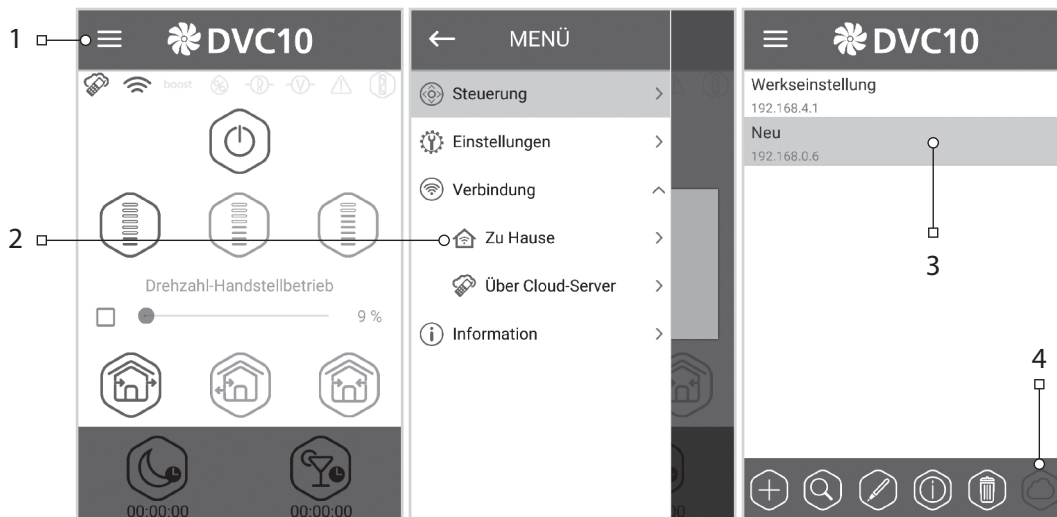 1
DVC10
boost
Drehzahl-Handstellbetrieb
9 %
00:00:00
00:00:00
2
MENÜ
Steuerung
Einstellungen
Verbindung
Zu Hause
Über Cloud-Server
Information
00
DVC10
Werkseinstellung
192.168.4.1
Neu
192.168.0.6
3
4